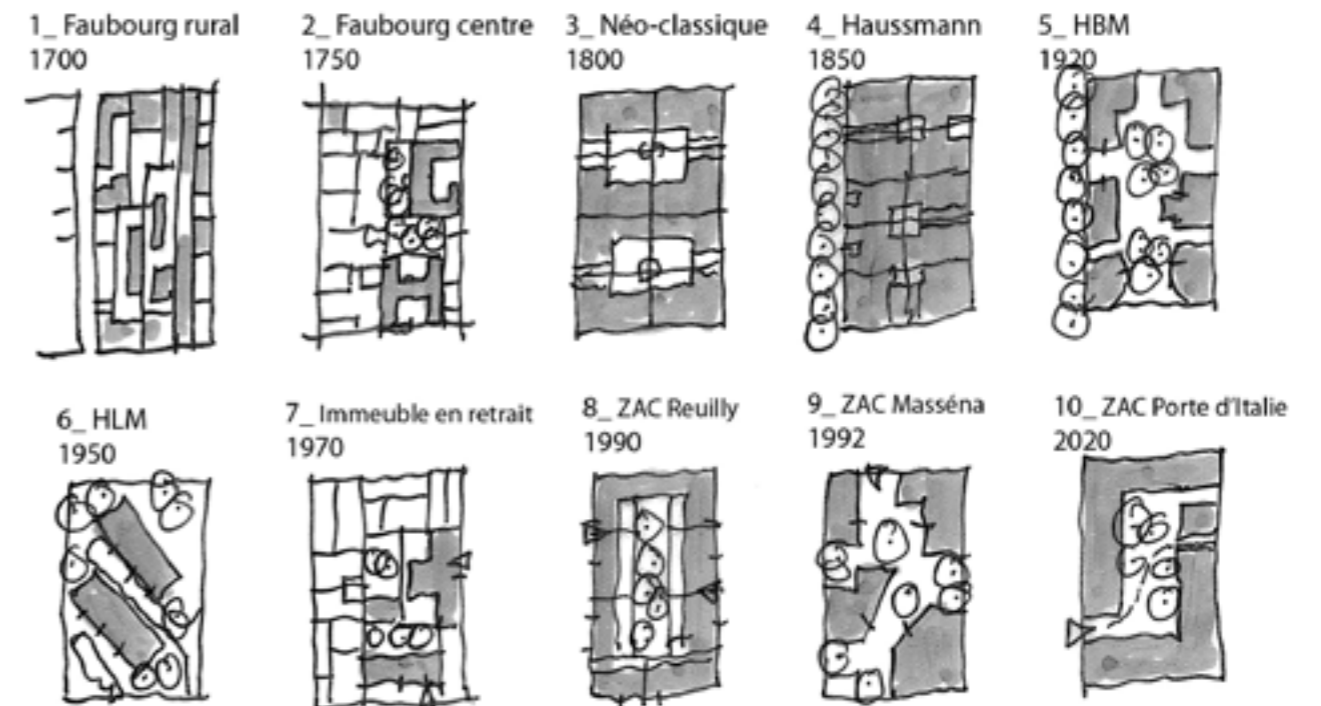 1_ Faubourg rural
1700
2_ Faubourg centre
1750
3_ Néo-classique
1800
4_ Haussmann
1850
5_ HBM
1920
6_ HLM
1950
7_ Immeuble en retrait
1970
8_ ZAC Reuilly
1990
9_ ZAC Masséna
1992
10_ ZAC Porte d'Italie
2020